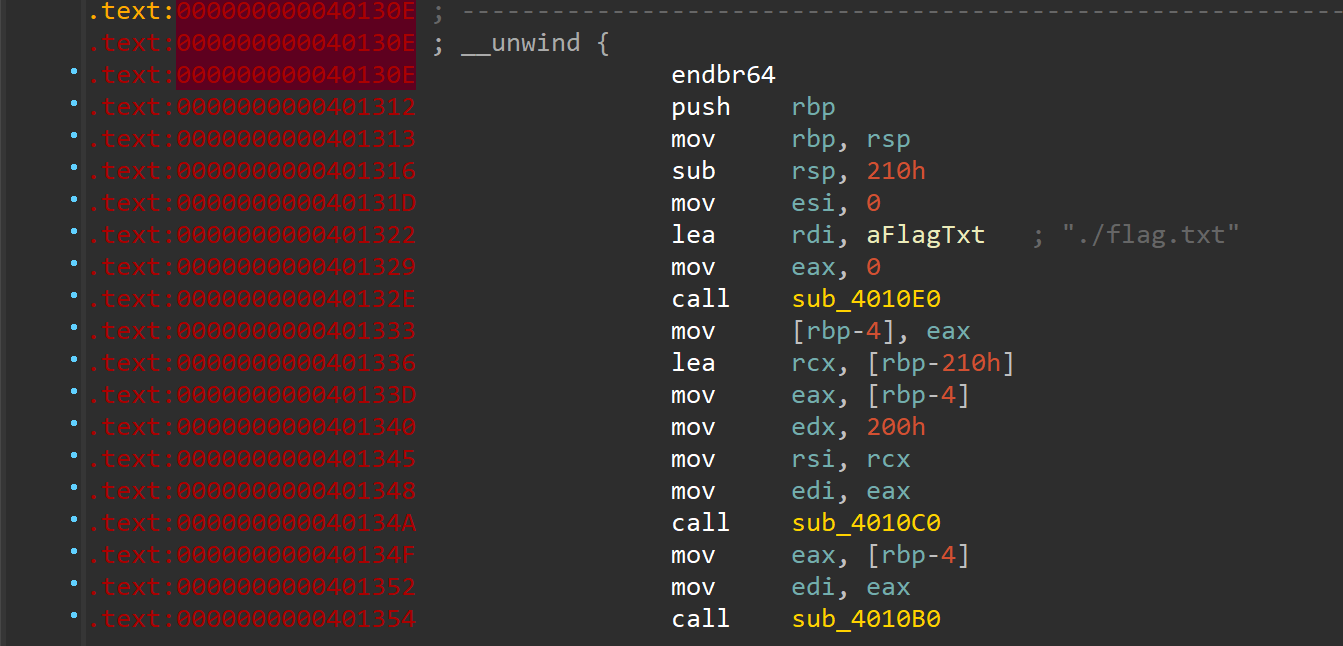 .text:000000000040130E ; ------------------------------------------------------------
.text:000000000040130E ; __unwind {
.text:000000000040130E endbr64
.text:0000000000401312 push rbp
.text:0000000000401313 mov rbp, rsp
.text:0000000000401316 sub rsp, 210h
.text:000000000040131D mov esi, 0
.text:0000000000401322 lea rdi, aFlagTxt ; "./flag.txt"
.text:0000000000401329 mov eax, 0
.text:000000000040132E call sub_4010E0
.text:0000000000401333 mov [rbp-4], eax
.text:0000000000401336 lea rcx, [rbp-210h]
.text:000000000040133D mov eax, [rbp-4]
.text:0000000000401340 mov edx, 200h
.text:0000000000401345 mov rsi, rcx
.text:0000000000401348 mov edi, eax
.text:000000000040134A call sub_4010C0
.text:000000000040134F mov eax, [rbp-4]
.text:0000000000401352 mov edi, eax
.text:0000000000401354 call sub_4010B0